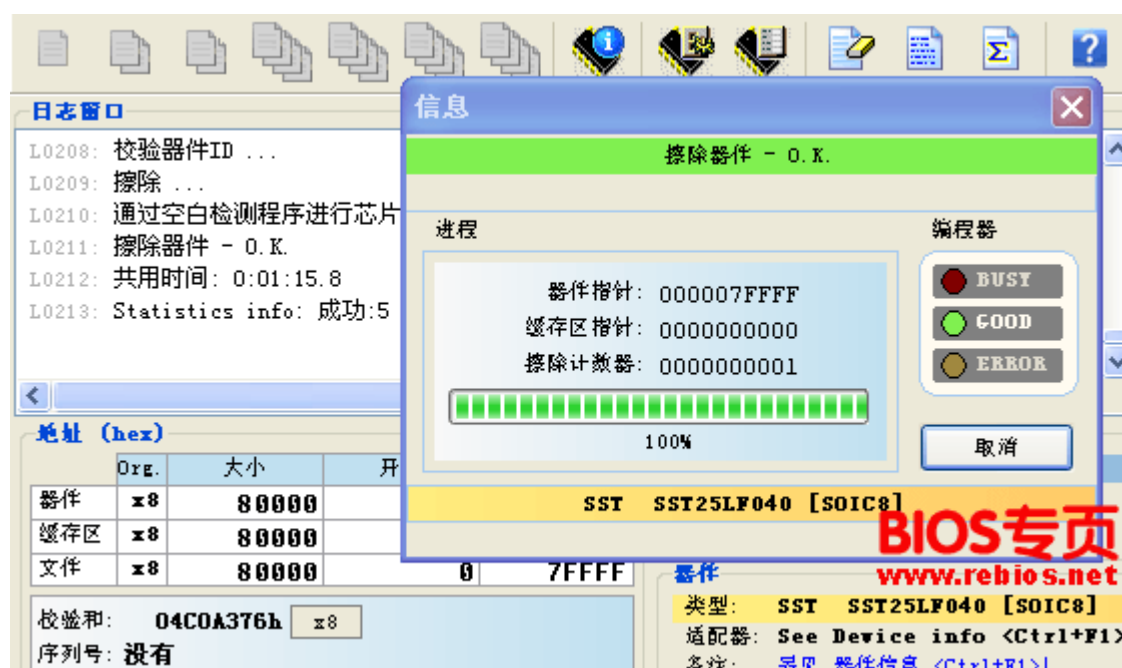 日志窗口
L0208: 校验器件ID ...
L0209: 擦除 ...
L0210: 通过空白检测程序进行芯片
L0211: 擦除器件 - O.K.
L0212: 共用时间: 0:01:15.8
L0213: Statistics info: 成功:5
信息
擦除器件 - O.K.
进程
编程器
器件指针: 000007FFFF
缓存区指针: 0000000000
擦除计数器: 0000000001
100%
BUSY
GOOD
ERROR
取消
SST SST25LF040 [SOIC8]
地址 (hex)
Org. 大小 开
器件 x8 80000
缓存区 x8 80000
文件 x8 80000 0 7FFFF
校验和: 04C0A376h x8
序列号: 没有
BIOS专页
www.rebios.net
器件
类型: SST SST25LF040 [SOIC8]
适配器: See Device info <Ctrl+F1>
器件信息 <Ctrl+F1>!